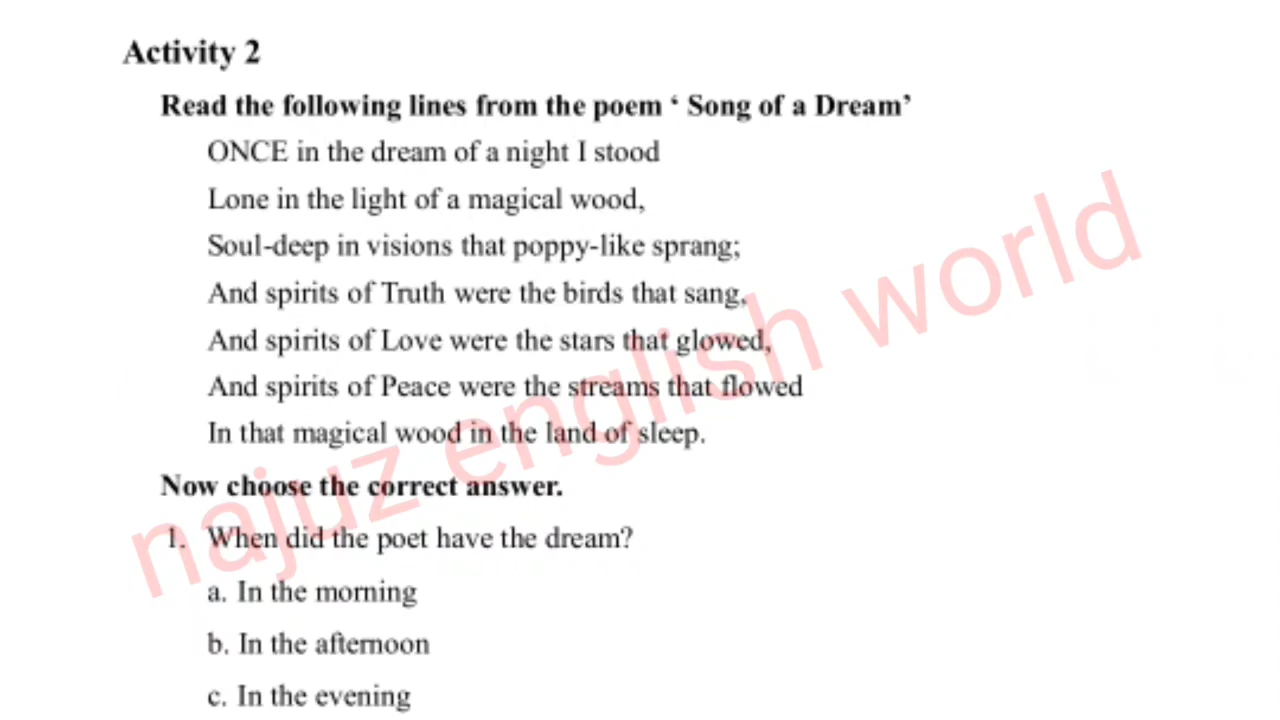 Activity 2
Read the following lines from the poem ‘ Song of a Dream’
ONCE in the dream of a night I stood
Lone in the light of a magical wood,
Soul-deep in visions that poppy-like sprang;
And spirits of Truth were the birds that sang,
And spirits of Love were the stars that glowed,
And spirits of Peace were the streams that flowed
In that magical wood in the land of sleep.
Now choose the correct answer.
1. When did the poet have the dream?
a. In the morning
b. In the afternoon
c. In the evening
najuz english world